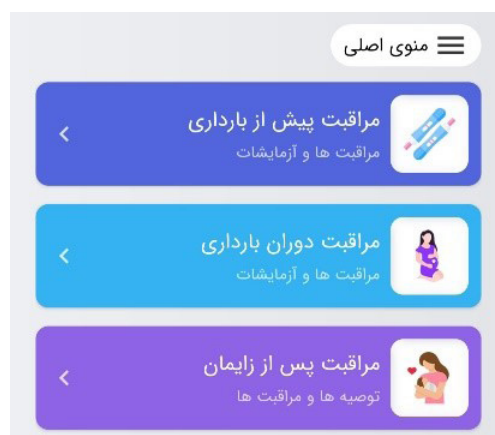 منوی اصلی
مراقبت پیش از بارداری
مراقبت ها و آزمایشات
مراقبت دوران بارداری
مراقبت ها و آزمایشات
مراقبت پس از زایمان
توصیه ها و مراقبت ها